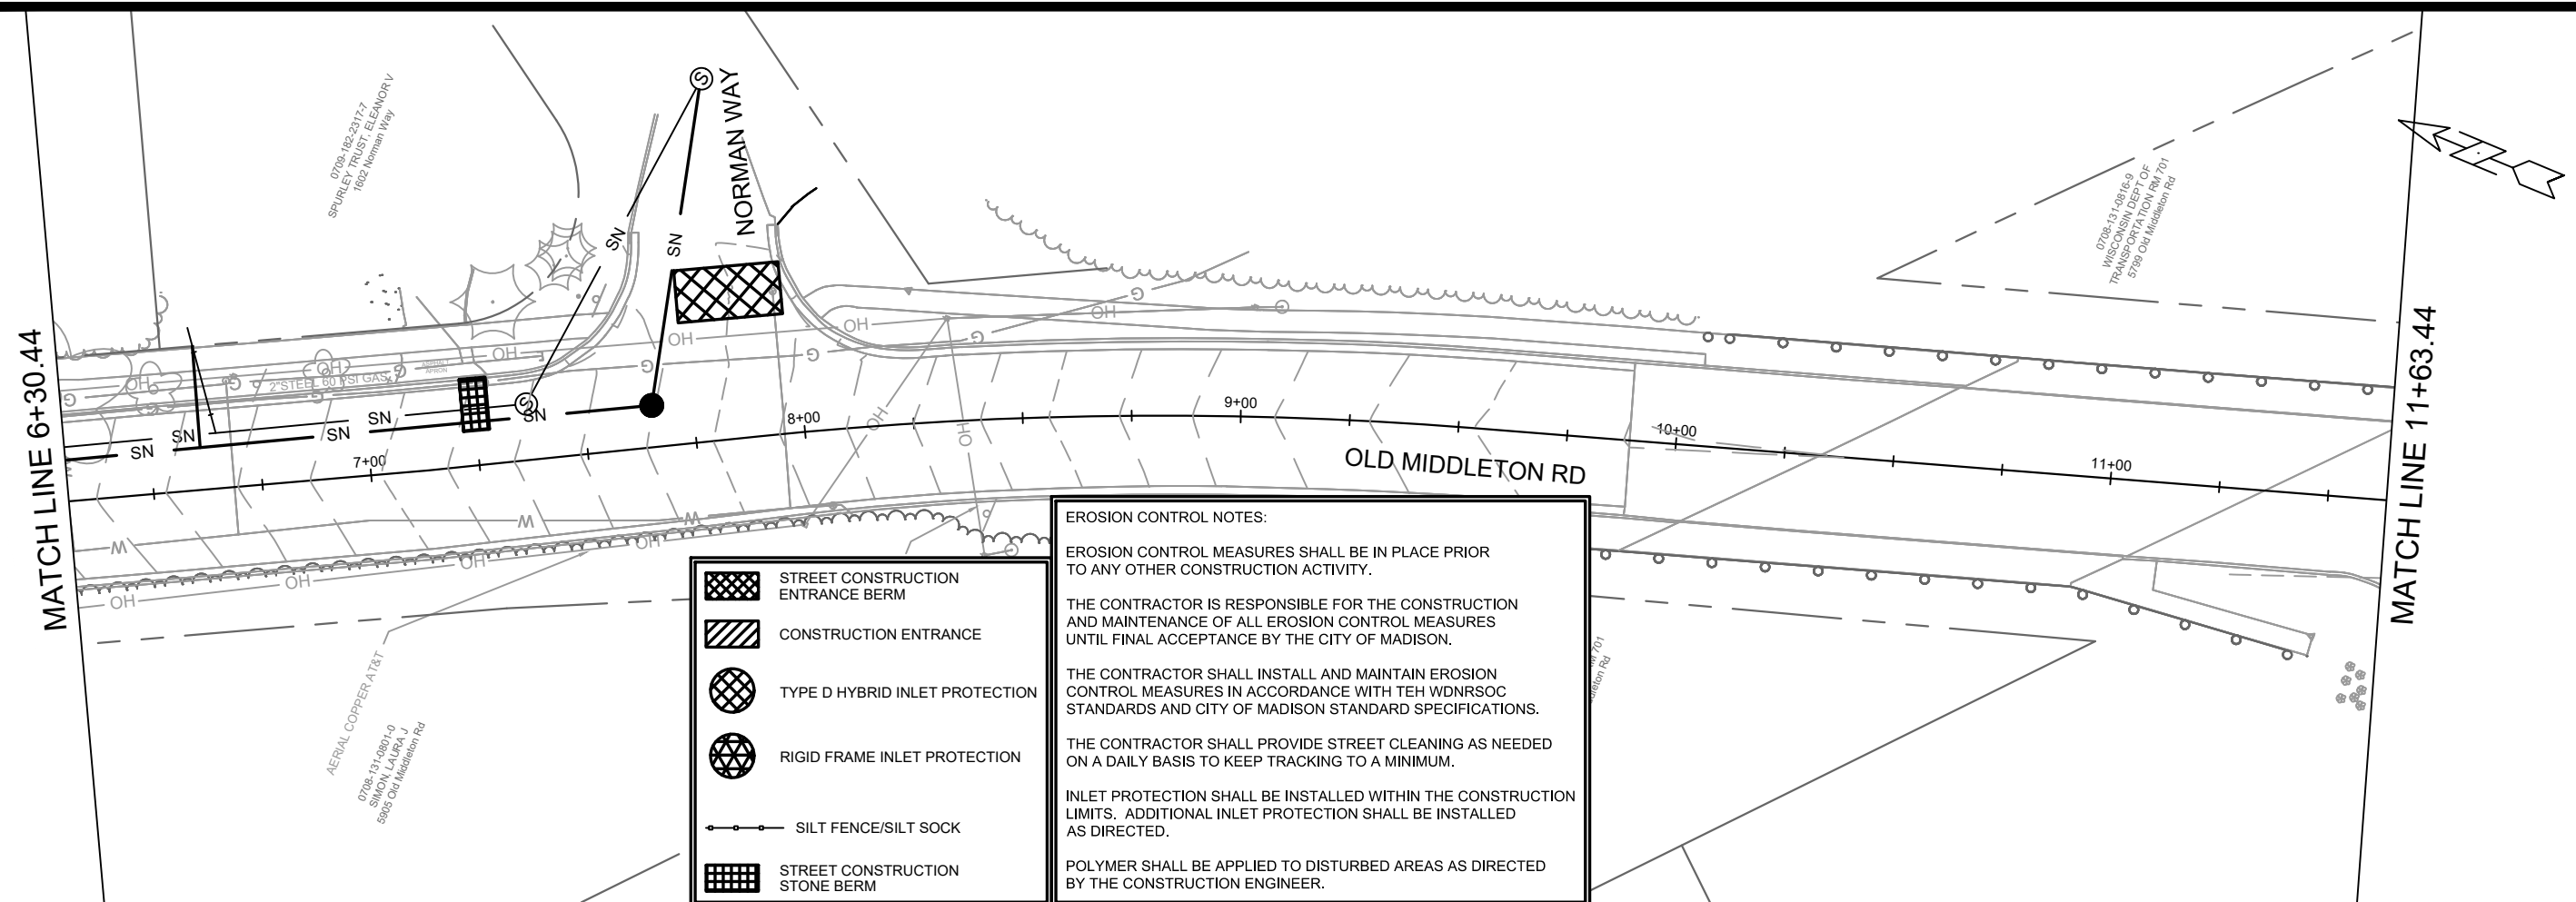 0709-182-2317-7
SPURLEY TRUST, ELEANOR V
1602 Norman Way
S
NORMAN WAY
SN
SN
0708-131-0816-9
WISCONSIN DEPT OF
TRANSPORTATION RM 701
5799 Old Middleton Rd
MATCH LINE 6+30.44
MATCH LINE 11+63.44
OH
OH
OH
OH
OH
OH
G
G
G
G
G
G
G
G
G
2"STEEL 60 PSI GAS
ASPHALT
APRON
S
SN
SN
SN
SN
SN
7+00
8+00
9+00
10+00
11+00
OLD MIDDLETON RD
OH
OH
W
W
W
OH
OH
OH
OH
AERIAL COPPER AT&T
0708-131-0801-0
SIMON, LAURA J
5905 Old Middleton Rd
STREET CONSTRUCTION
ENTRANCE BERM
CONSTRUCTION ENTRANCE
TYPE D HYBRID INLET PROTECTION
RIGID FRAME INLET PROTECTION
SILT FENCE/SILT SOCK
STREET CONSTRUCTION
STONE BERM
EROSION CONTROL NOTES:
EROSION CONTROL MEASURES SHALL BE IN PLACE PRIOR
TO ANY OTHER CONSTRUCTION ACTIVITY.
THE CONTRACTOR IS RESPONSIBLE FOR THE CONSTRUCTION
AND MAINTENANCE OF ALL EROSION CONTROL MEASURES
UNTIL FINAL ACCEPTANCE BY THE CITY OF MADISON.
THE CONTRACTOR SHALL INSTALL AND MAINTAIN EROSION
CONTROL MEASURES IN ACCORDANCE WITH TEH WDNRSOC
STANDARDS AND CITY OF MADISON STANDARD SPECIFICATIONS.
THE CONTRACTOR SHALL PROVIDE STREET CLEANING AS NEEDED
ON A DAILY BASIS TO KEEP TRACKING TO A MINIMUM.
INLET PROTECTION SHALL BE INSTALLED WITHIN THE CONSTRUCTION
LIMITS. ADDITIONAL INLET PROTECTION SHALL BE INSTALLED
AS DIRECTED.
POLYMER SHALL BE APPLIED TO DISTURBED AREAS AS DIRECTED
BY THE CONSTRUCTION ENGINEER.
701
Rd